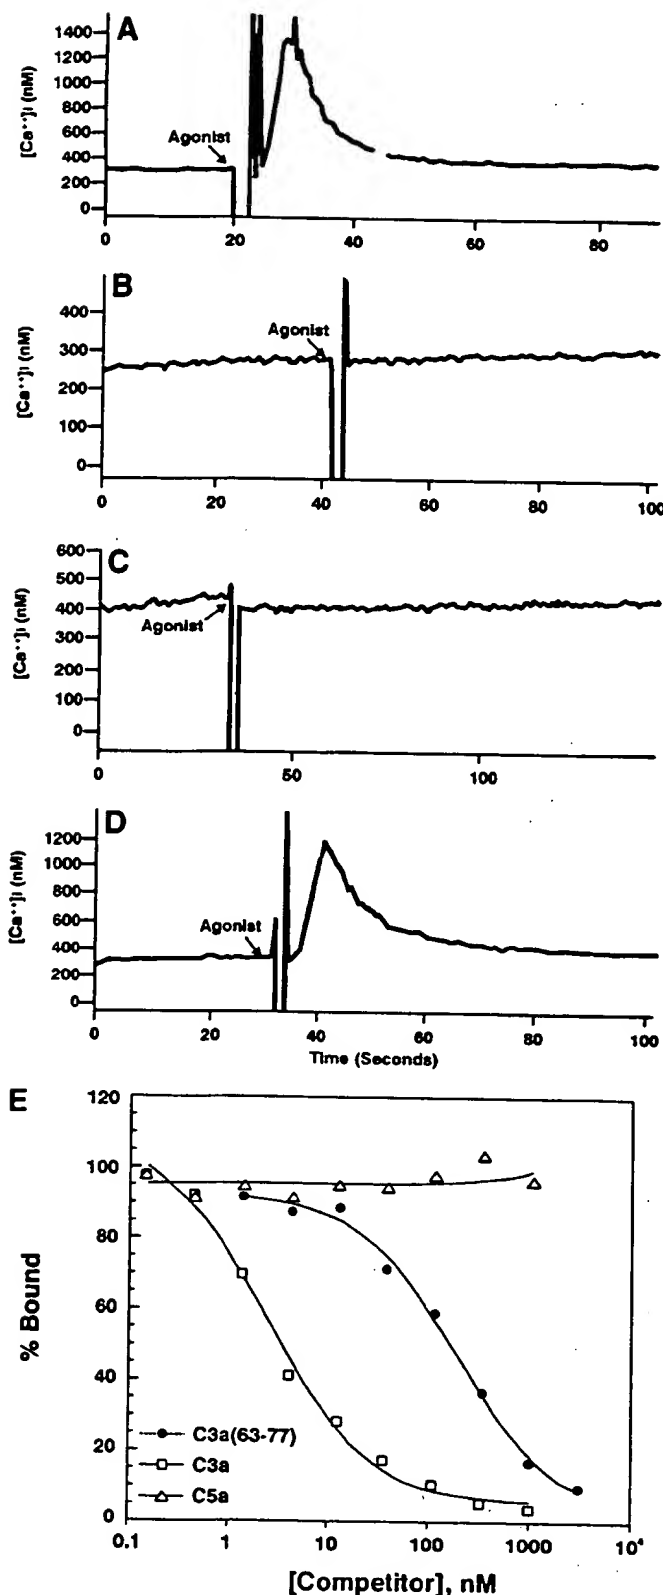 A
[Ca++]i (nM)
1400
1200
1000
800
600
400
200
0
Agonist
0 20 30 40 60 80
B
[Ca++]i (nM)
400
300
200
100
0
Agonist
0 20 40 60 80 100
C
[Ca++]i (nM)
600
500
400
300
200
100
0
Agonist
0 50 100
D
[Ca++]i (nM)
1200
1000
800
600
400
200
0
Agonist
0 20 40 60 80 100
Time (Seconds)
E
% Bound
120
100
80
60
40
20
0
C3a(63-77)
C3a
C5a
0.1 1 10 100 1000 10⁴
[Competitor], nM